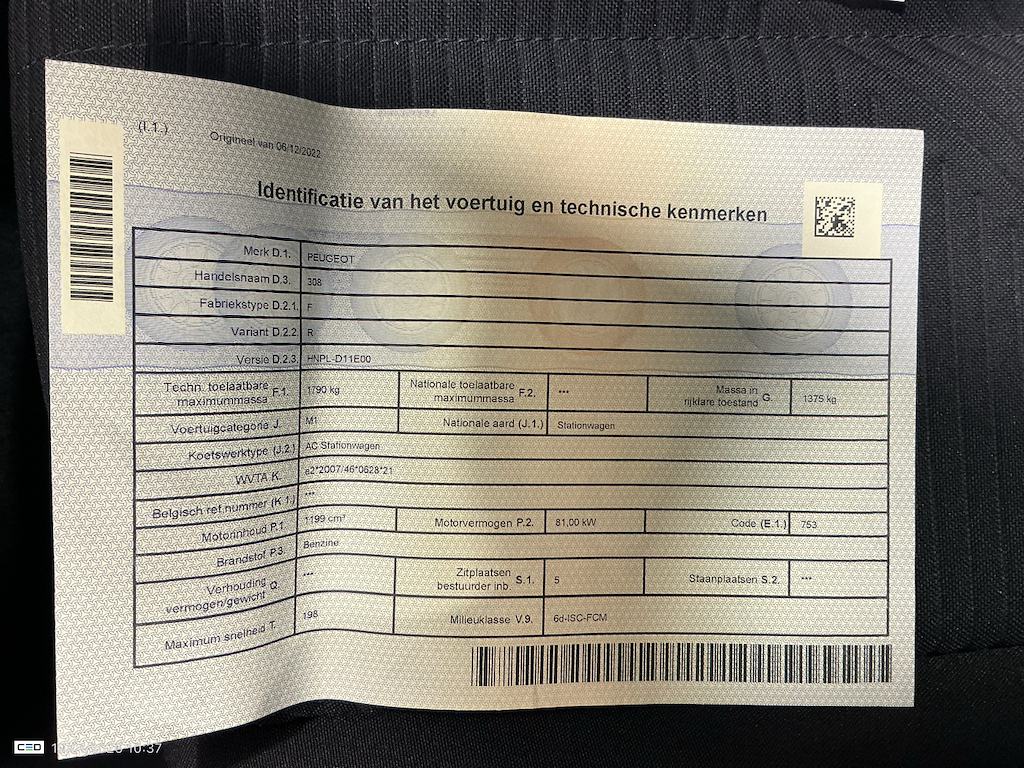 (I.1.)
Origineel van 06/12/2022
Identificatie van het voertuig en technische kenmerken
Merk D.1. PEUGEOT
Handelsnaam D.3. 308
Fabriekstype D.2.1. F
Variant D.2.2. R
Versie D.2.3. HNPL-D11E00
Techn. toelaatbare maximummassa F.1. 1790 kg Nationale toelaatbare maximummassa F.2. *** Massa in rijklare toestand G. 1375 kg
Voertuigcategorie J. M1 Nationale aard (J.1.) Stationwagen
Koetswerktype (J.2.) AC Stationwagen
WVTA K. e2*2007/46*0628*21
Belgisch ref.nummer (K.1.) ***
Motorinhoud P.1. 1199 cm³ Motorvermogen P.2. 81,00 kW Code (E.1.) 753
Brandstof P.3. Benzine
Verhouding vermogen/gewicht Q. *** Zitplaatsen bestuurder inb. S.1. 5 Staanplaatsen S.2. ***
Maximum snelheid T. 198 Milieuklasse V.9. 6d-ISC-FCM
CEO
10:37